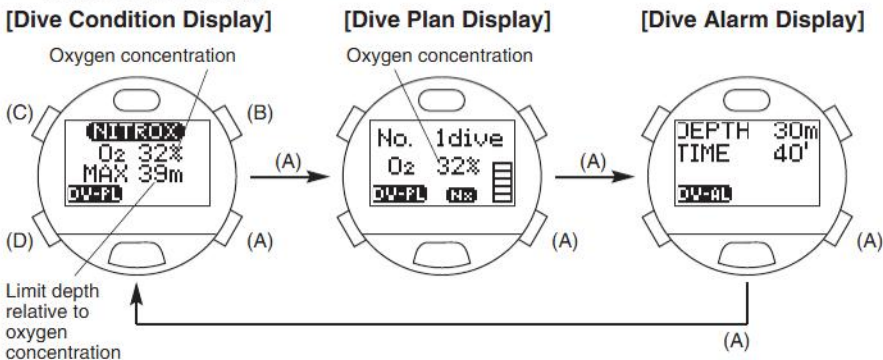 [Dive Condition Display]
Oxygen concentration
(C)
(B)
NITROX
O2 32%
MAX 39m
DV-PL
(D)
(A)
Limit depth
relative to
oxygen
concentration
(A)
[Dive Plan Display]
Oxygen concentration
No. 1dive
O2 32%
DV-PL Nx
(A)
(A)
[Dive Alarm Display]
DEPTH 30m
TIME 40'
DV-AL
(A)
(A)